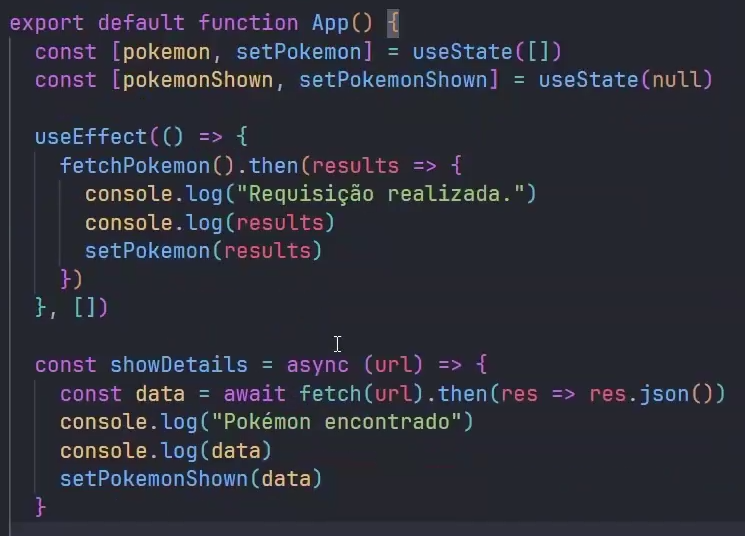 export default function App() {
  const [pokemon, setPokemon] = useState([])
  const [pokemonShown, setPokemonShown] = useState(null)

  useEffect(() => {
    fetchPokemon().then(results => {
      console.log("Requisição realizada.")
      console.log(results)
      setPokemon(results)
    })
  }, [])

  const showDetails = async (url) => {
    const data = await fetch(url).then(res => res.json())
    console.log("Pokémon encontrado")
    console.log(data)
    setPokemonShown(data)
  }